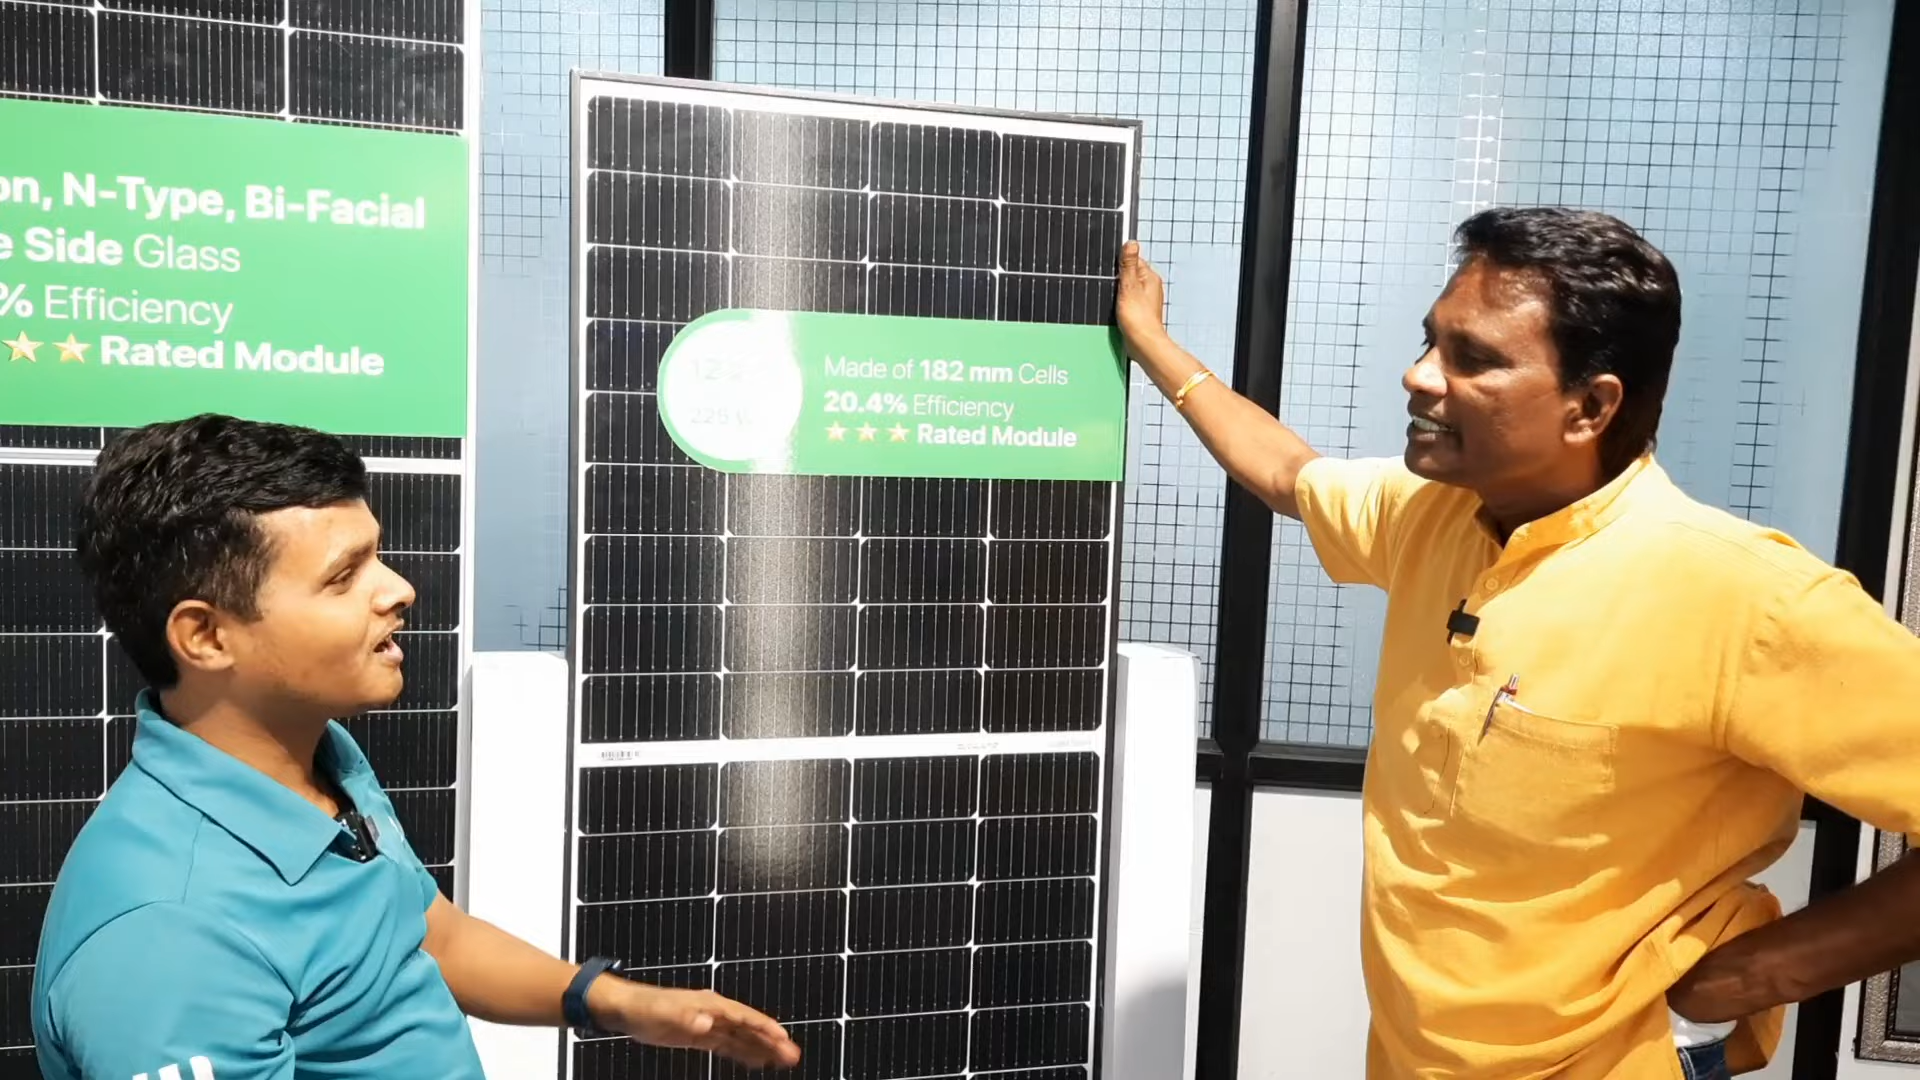 on, N-Type, Bi-Facial
e Side Glass
% Efficiency
Rated Module
Made of 182 mm Cells
20.4% Efficiency
Rated Module